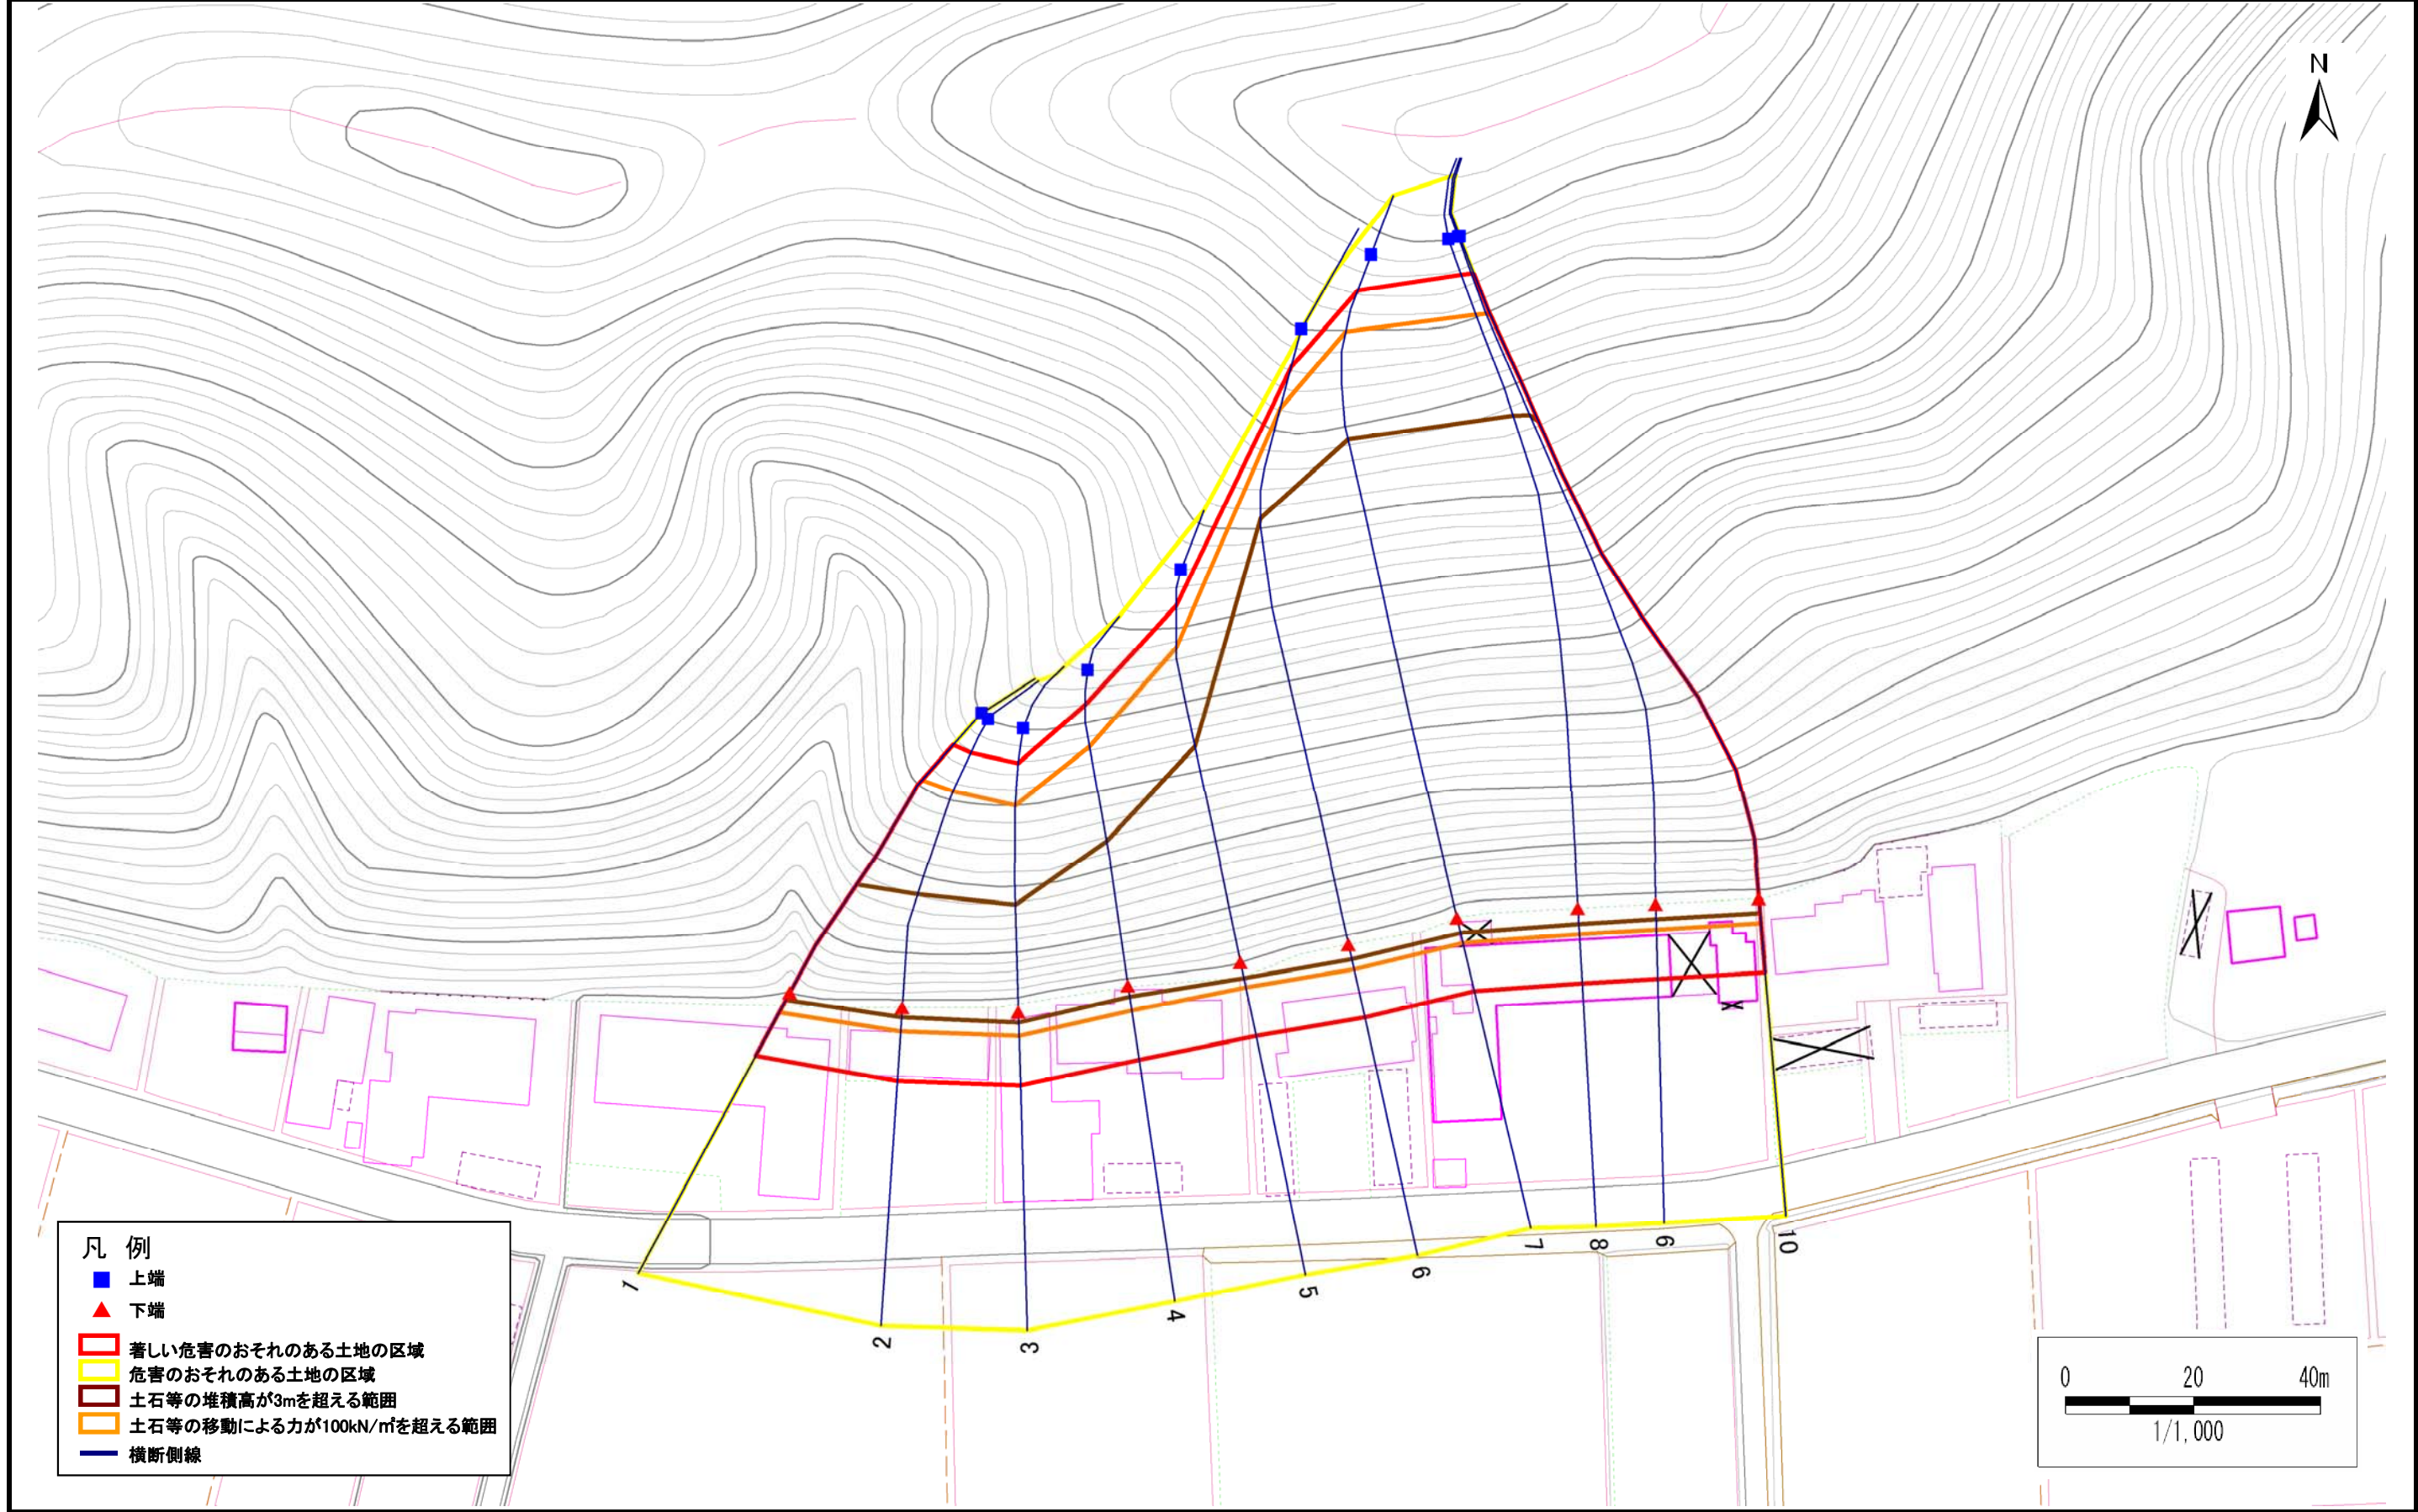 N
1
2
3
4
5
6
7
8
9
10
凡 例
上端
下端
著しい危害のおそれのある土地の区域
危害のおそれのある土地の区域
土石等の堆積高が3mを超える範囲
土石等の移動による力が100kN/㎡を超える範囲
横断側線
0 20 40m
1/1,000